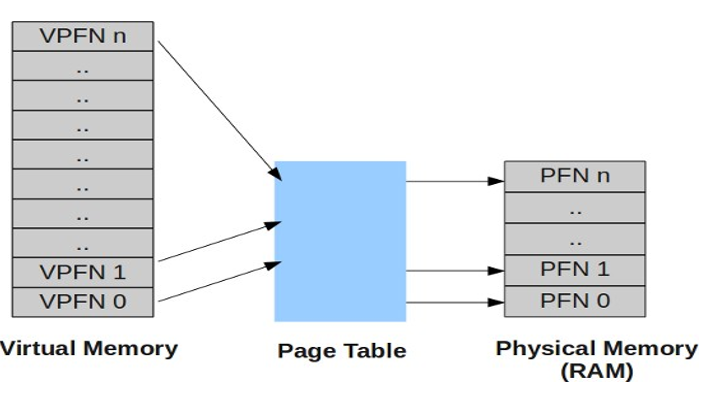 VPFN n
..
..
..
..
..
..
..
VPFN 1
VPFN 0
Virtual Memory
Page Table
PFN n
..
..
PFN 1
PFN 0
Physical Memory
(RAM)